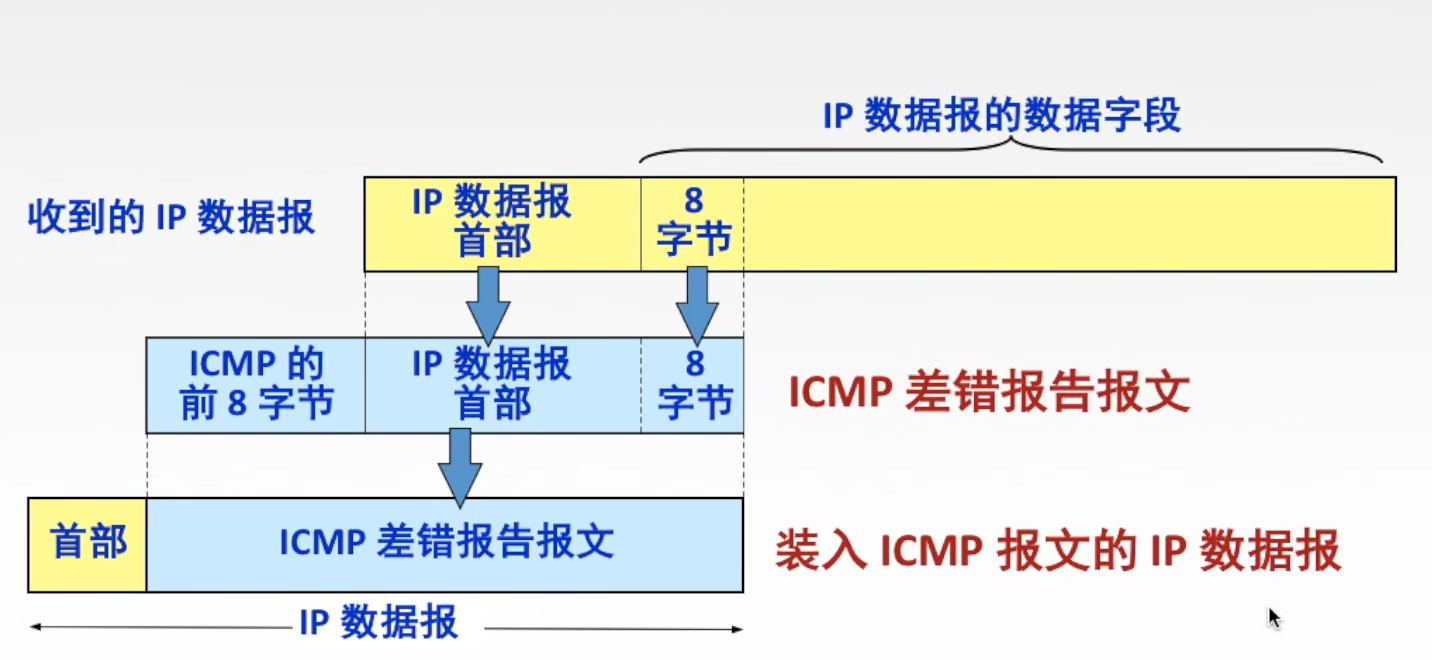 IP 数据报的数据字段
收到的 IP 数据报
IP 数据报
首部
8
字节
ICMP 的
前 8 字节
IP 数据报
首部
8
字节
ICMP 差错报告报文
首部
ICMP 差错报告报文
装入 ICMP 报文的 IP 数据报
IP 数据报